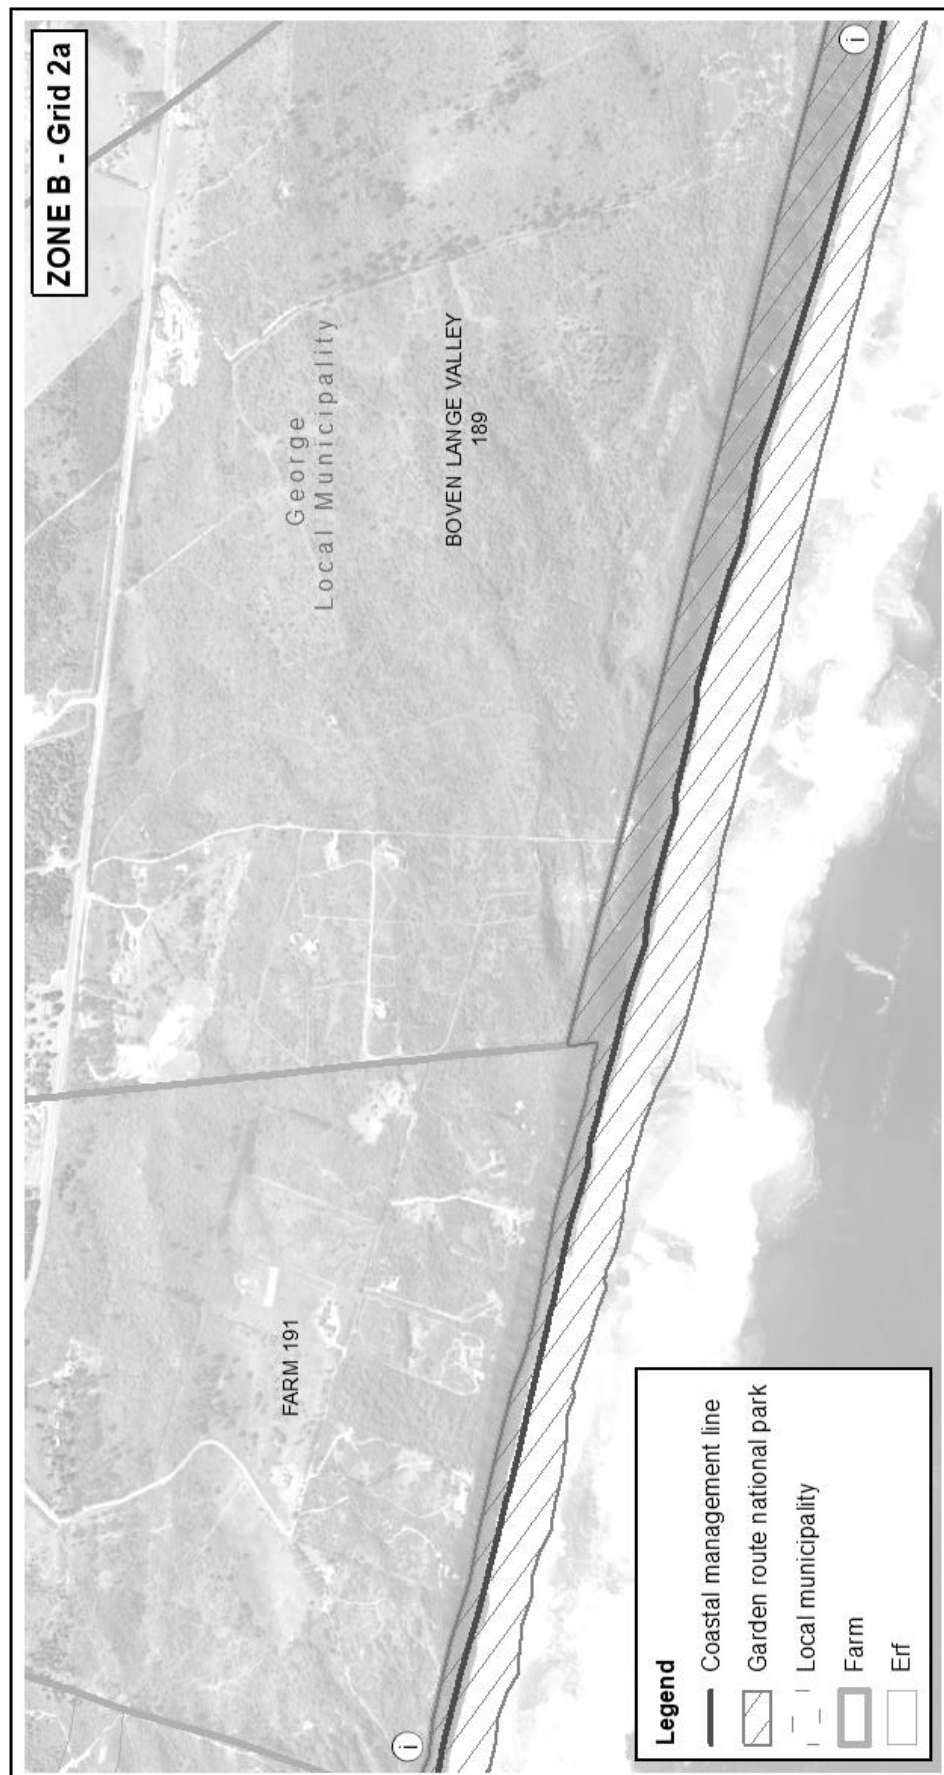 ZONE B - Grid 2a
George
Local Municipality
BOVEN LANGE VALLEY
189
FARM 191
i
i
Legend
Coastal management line
Garden route national park
Local municipality
Farm
Erf